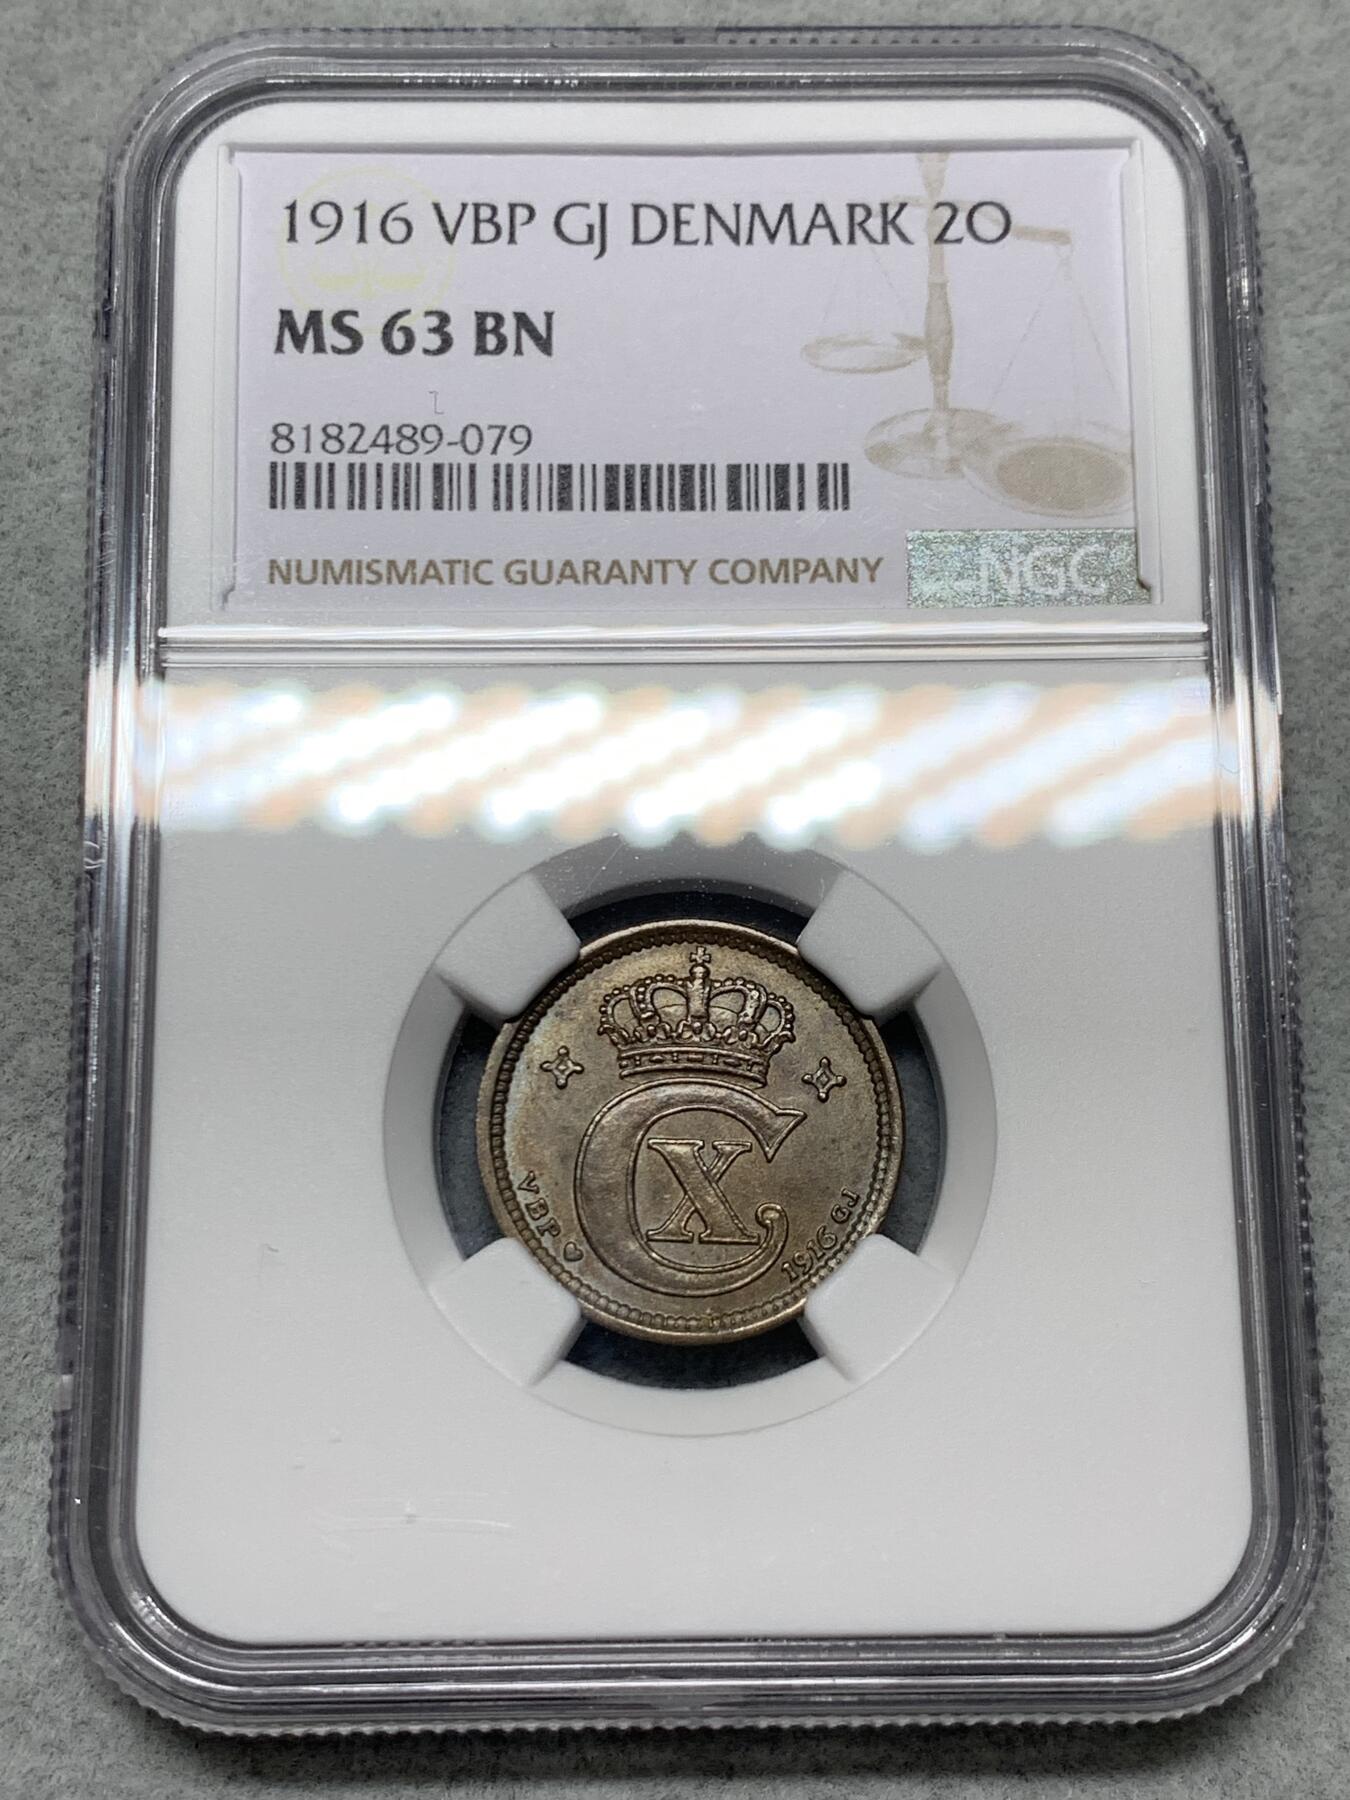 1916 VBP GJ DENMARK 2O
MS 63 BN
8182489-079
NUMISMATIC GUARANTY COMPANY
NGC
C X
VBP
1916 GJ